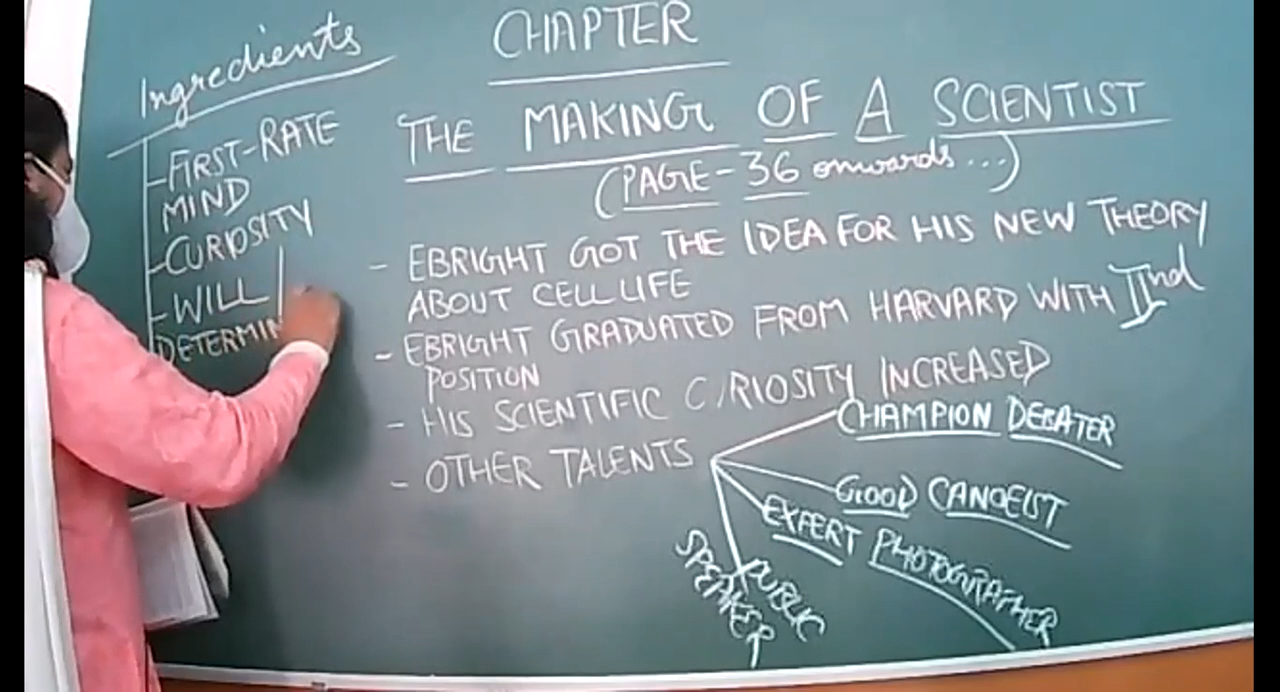 Ingredients
- FIRST-RATE
MIND
- CURIOSITY
- WILL /
DETERMIN
CHAPTER
THE MAKING OF A SCIENTIST
(PAGE-36 onwards...)
- EBRIGHT GOT THE IDEA FOR HIS NEW THEORY
ABOUT CELL LIFE
- EBRIGHT GRADUATED FROM HARVARD WITH IInd
POSITION
- HIS SCIENTIFIC CURIOSITY INCREASED
- OTHER TALENTS
CHAMPION DEBATER
GOOD CANOEIST
EXPERT PHOTOGRAPHER
PUBLIC
SPEAKER